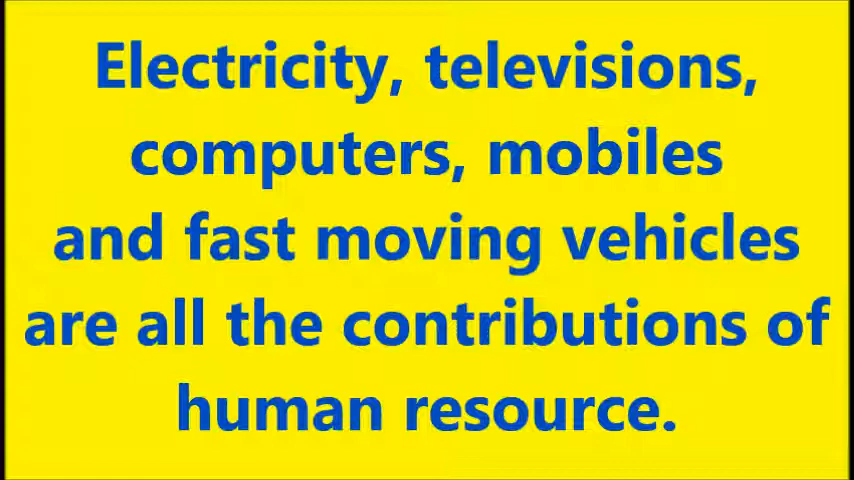 Electricity, televisions,
computers, mobiles
and fast moving vehicles
are all the contributions of
human resource.